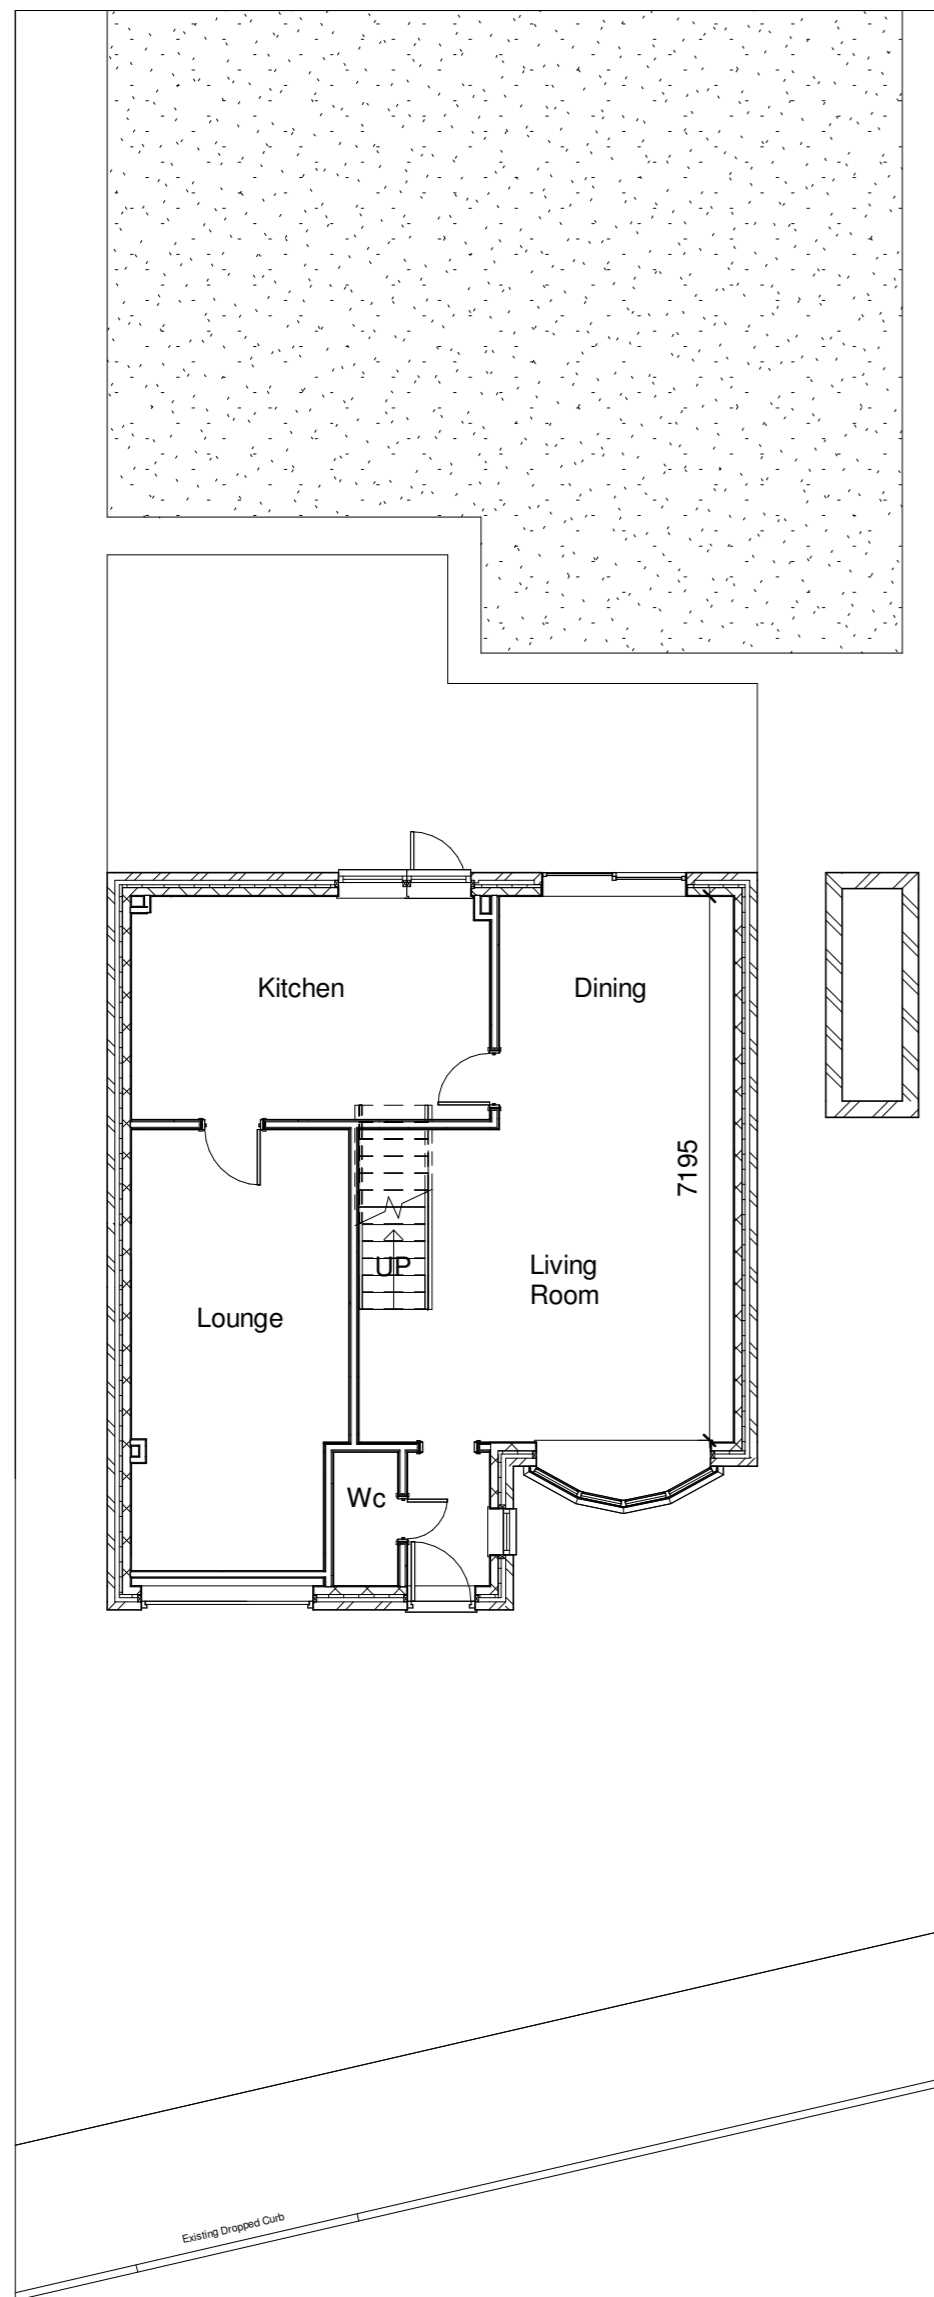 Kitchen
Dining
7195
Living
Room
UP
Lounge
Wc
Existing Dropped Curb